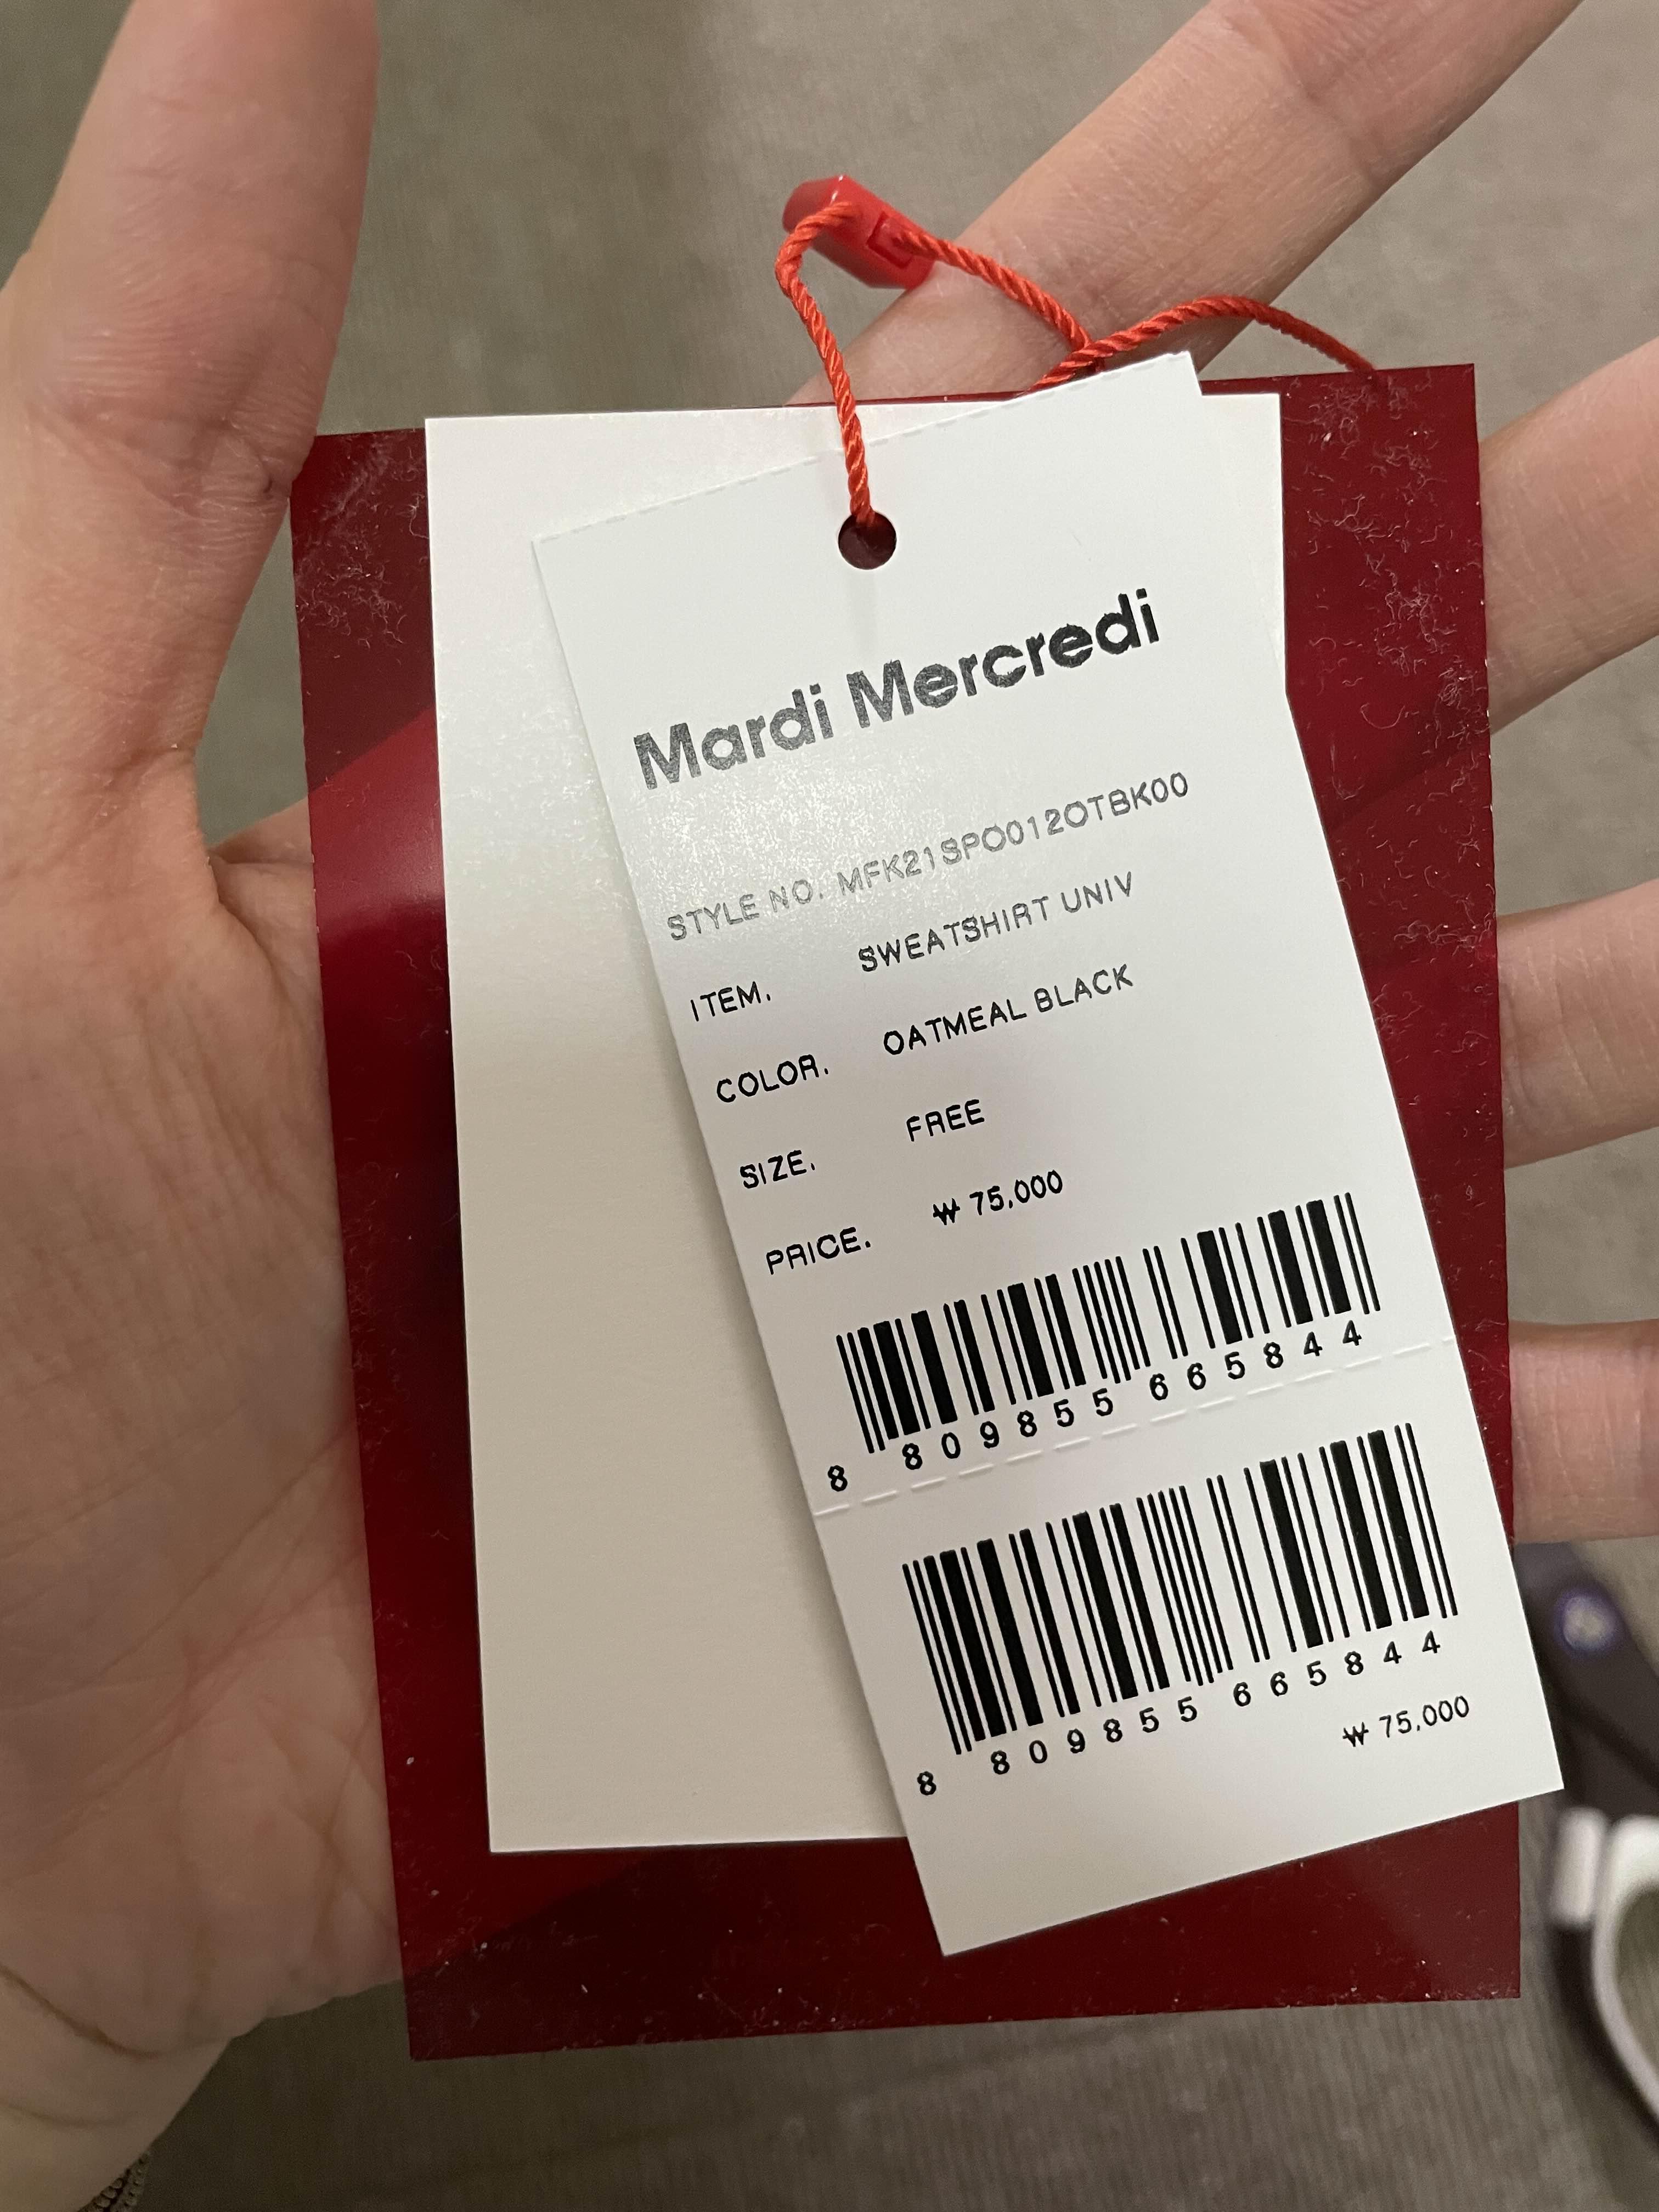 Mardi Mercredi
STYLE NO. MFK21SPO012OTBK00
ITEM. SWEATSHIRT UNIV
COLOR. OATMEAL BLACK
SIZE. FREE
PRICE. ₩ 75,000
8 809855 665844
8 809855 665844
₩ 75,000